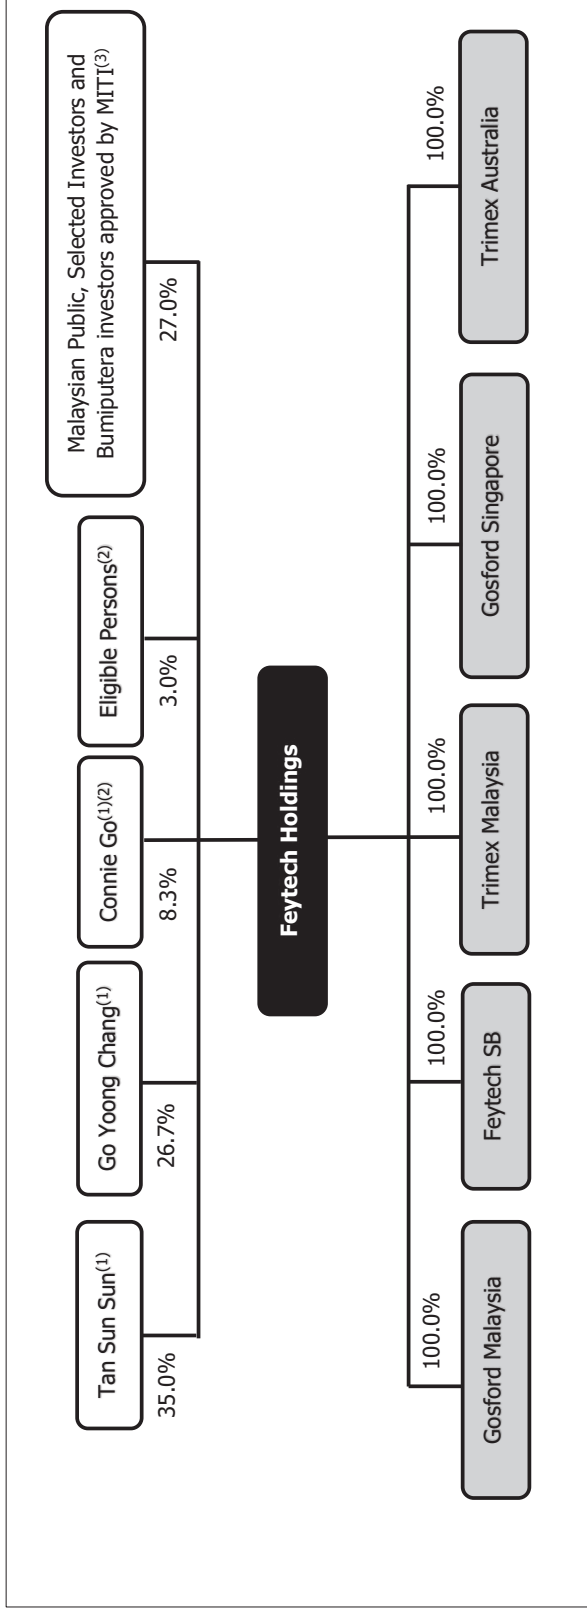 Tan Sun Sun(1)
Go Yoong Chang(1)
Connie Go(1)(2)
Eligible Persons(2)
Malaysian Public, Selected Investors and
Bumiputera investors approved by MITI(3)
35.0%
26.7%
8.3%
3.0%
27.0%
Feytech Holdings
100.0%
100.0%
100.0%
100.0%
100.0%
Gosford Malaysia
Feytech SB
Trimex Malaysia
Gosford Singapore
Trimex Australia